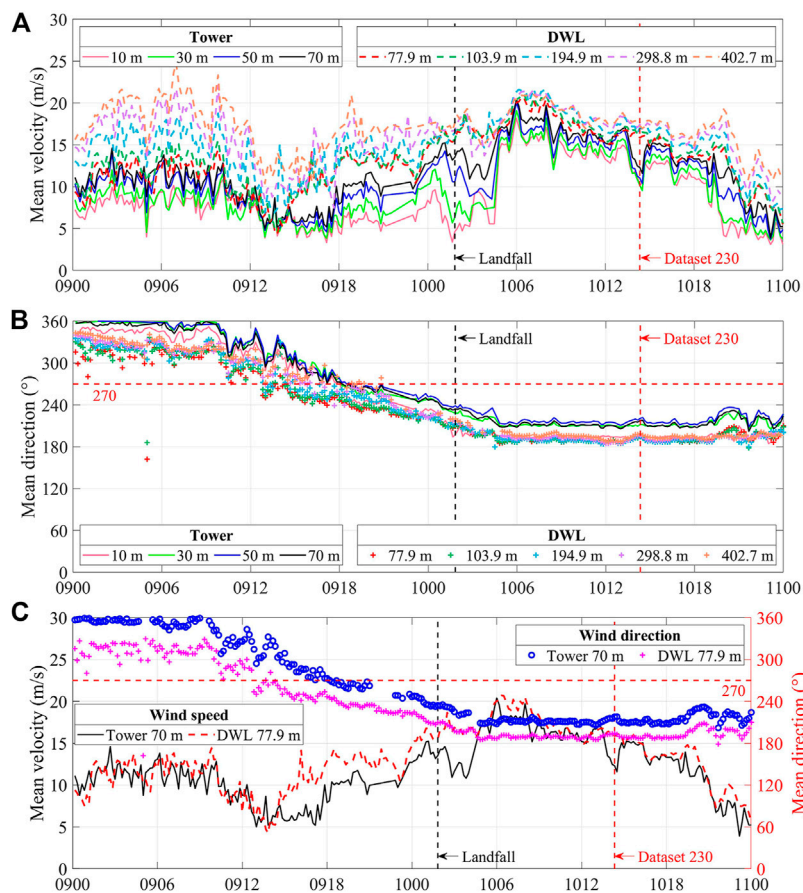 A
Mean velocity (m/s)
30
25
20
15
10
5
0
Tower
10 m 30 m 50 m 70 m
DWL
77.9 m 103.9 m 194.9 m 298.8 m 402.7 m
Landfall
Dataset 230
0900 0906 0912 0918 1000 1006 1012 1018 1100
B
Mean direction (°)
360
300
240
180
120
60
0
270
Landfall
Dataset 230
Tower
10 m 30 m 50 m 70 m
DWL
77.9 m 103.9 m 194.9 m 298.8 m 402.7 m
0900 0906 0912 0918 1000 1006 1012 1018 1100
C
Mean velocity (m/s)
30
25
20
15
10
5
0
Wind direction
Tower 70 m DWL 77.9 m
270
Wind speed
Tower 70 m DWL 77.9 m
Landfall
Dataset 230
360
300
240
180
120
60
0
Mean direction (°)
0900 0906 0912 0918 1000 1006 1012 1018 1100